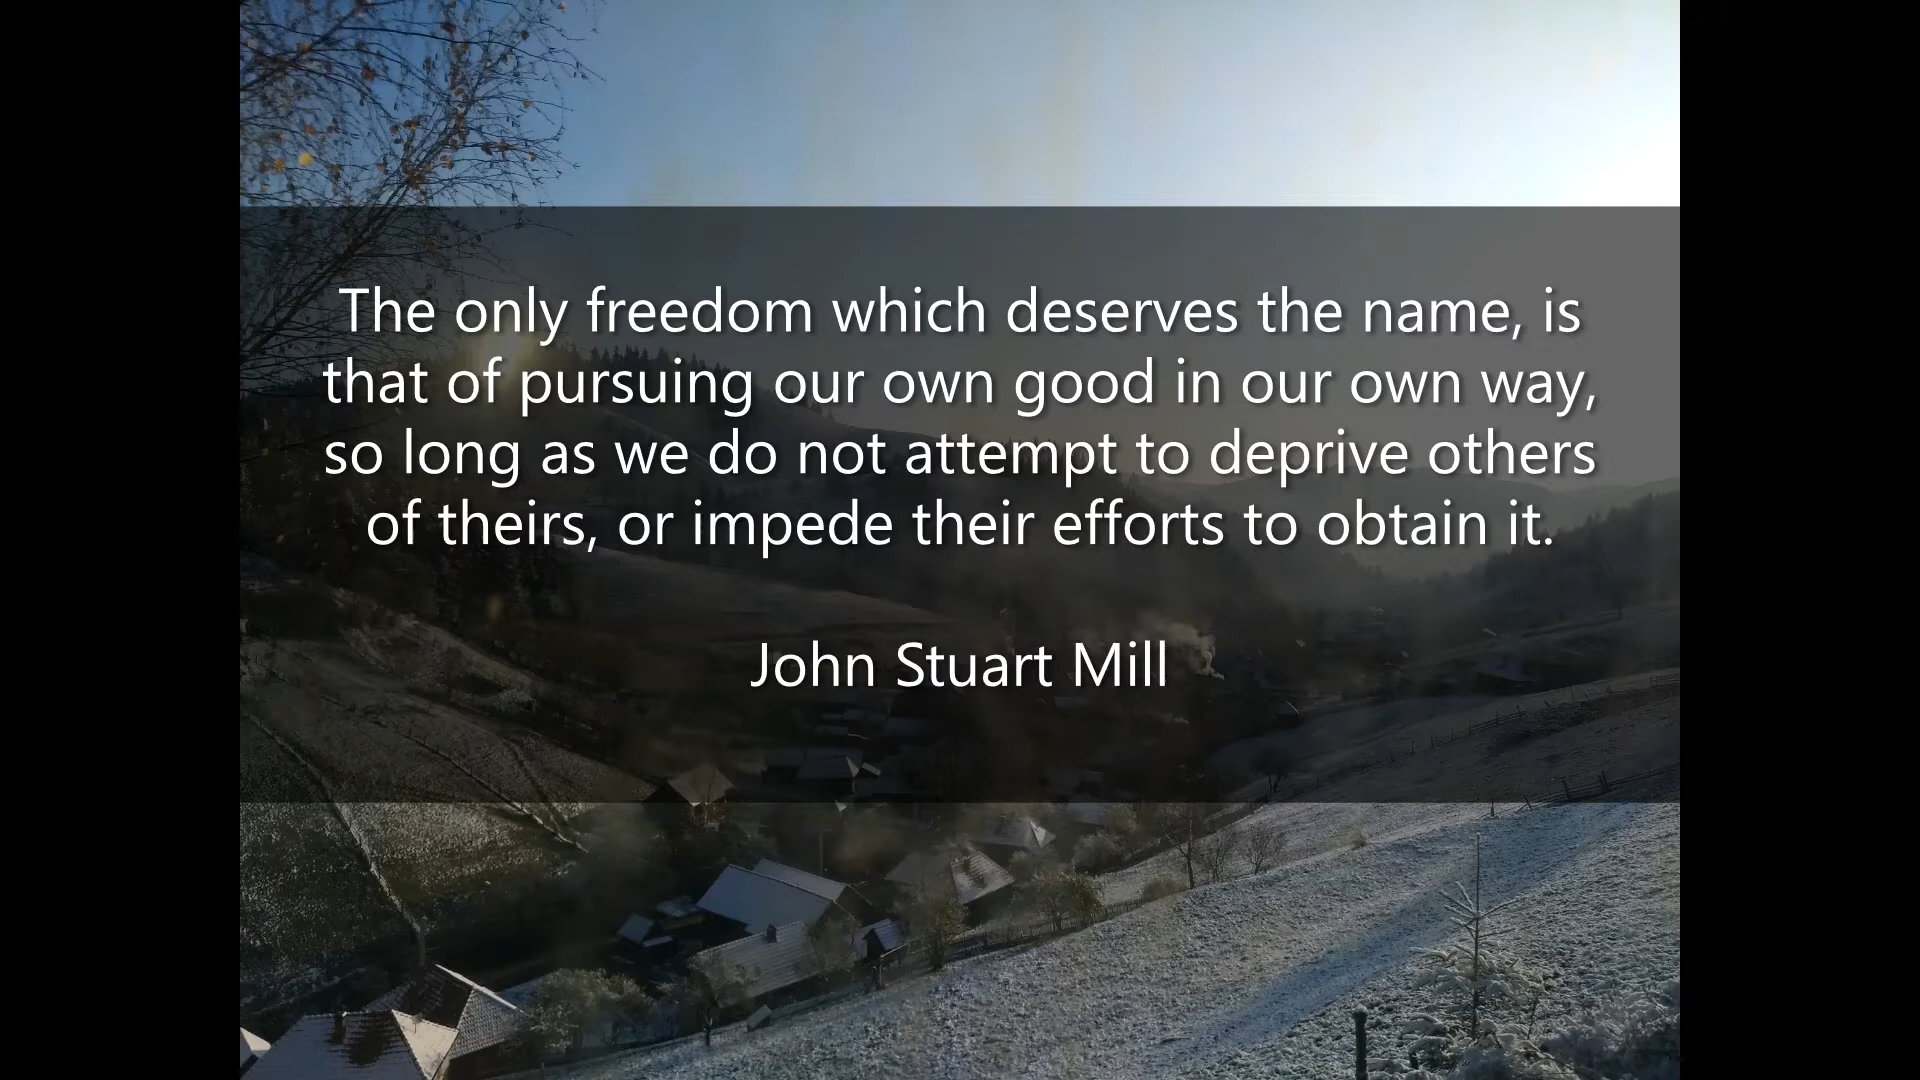 The only freedom which deserves the name, is
that of pursuing our own good in our own way,
so long as we do not attempt to deprive others
of theirs, or impede their efforts to obtain it.
John Stuart Mill